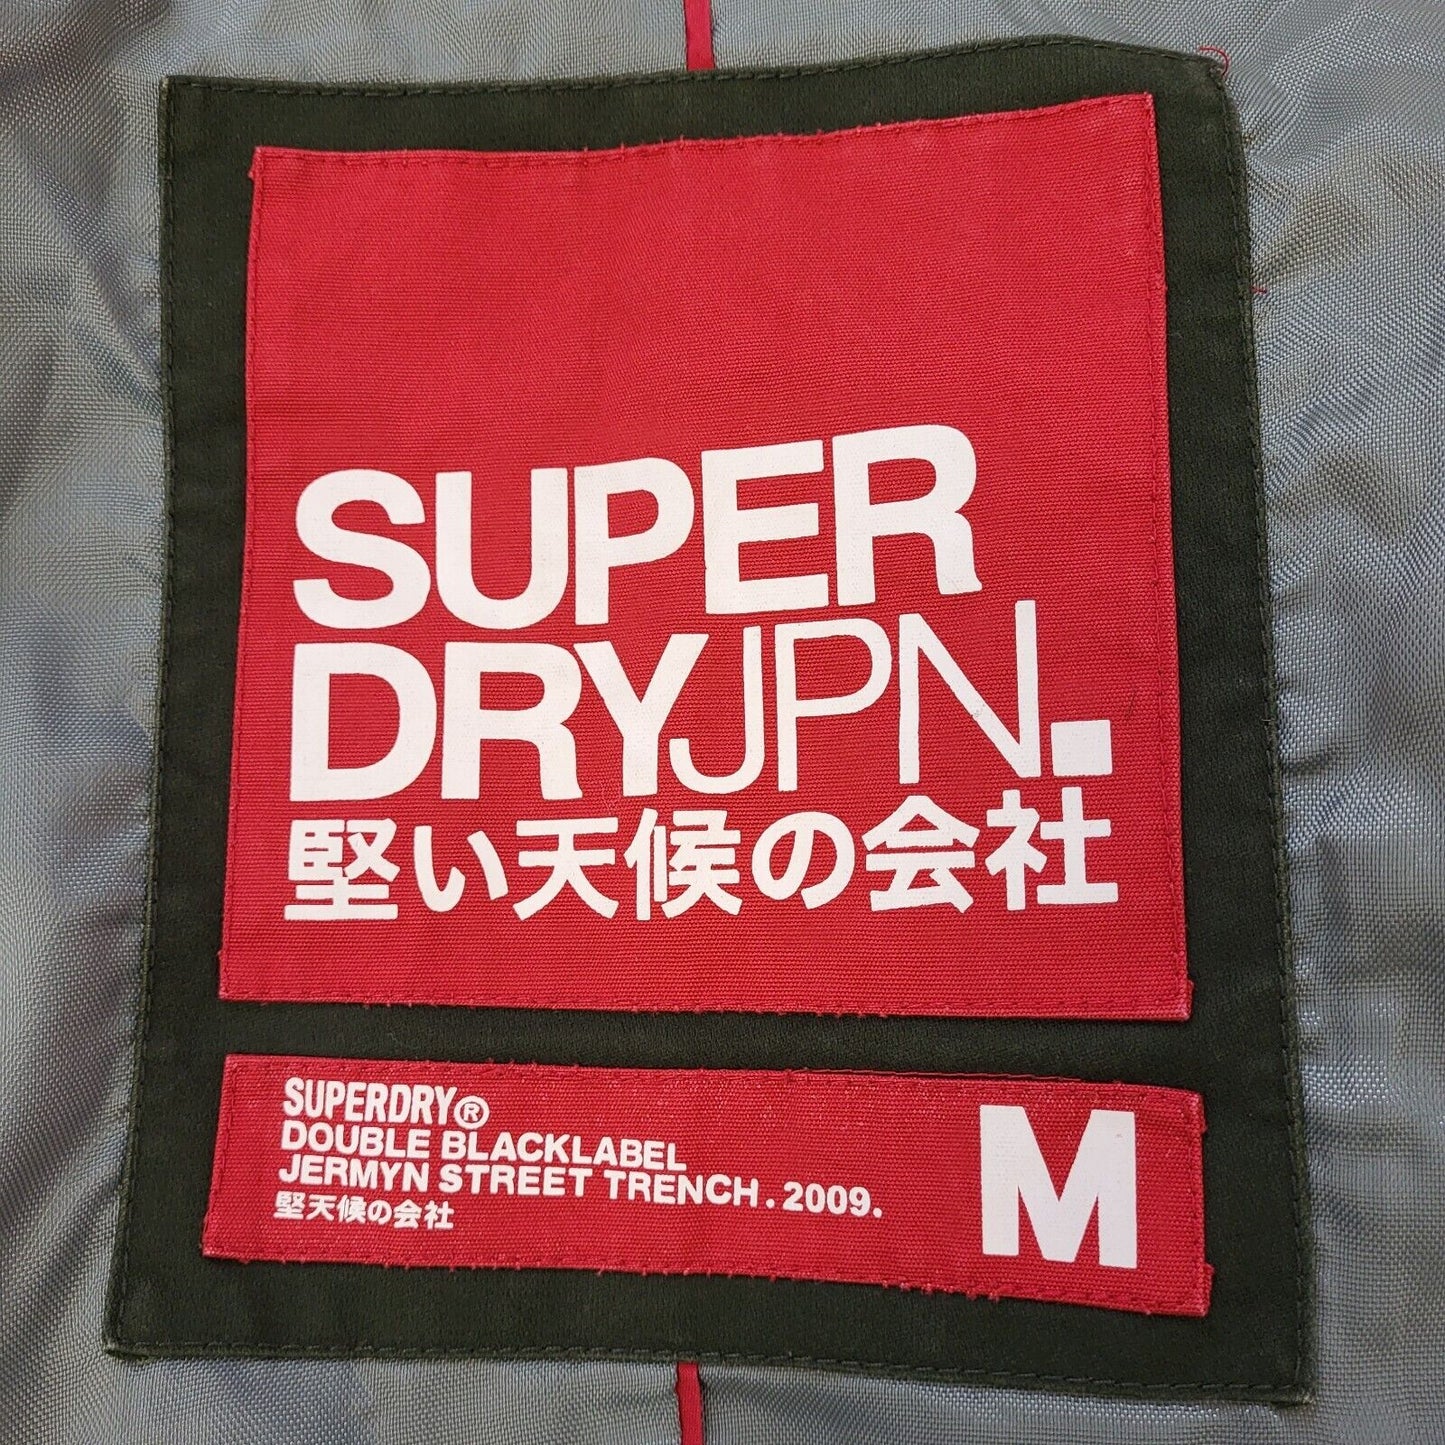 SUPER
DRYJPN.
堅い天候の会社
SUPERDRY®
DOUBLE BLACKLABEL
JERMYN STREET TRENCH.2009.
堅天候の会社
M